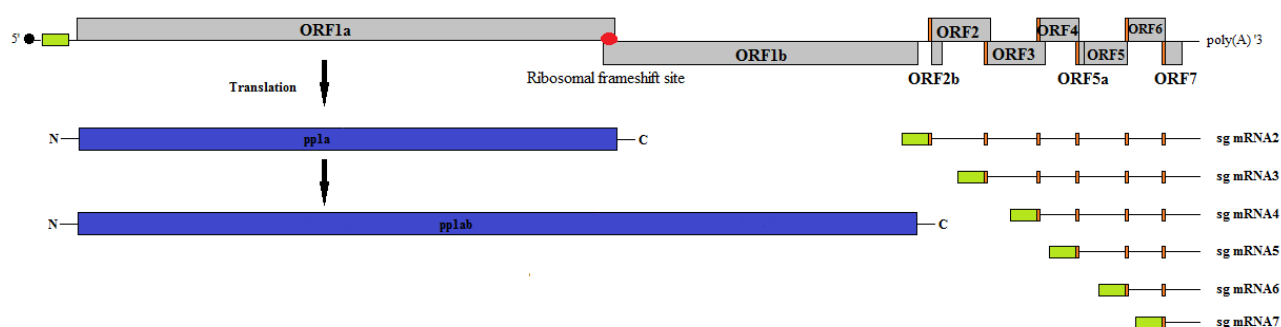 5'
ORF1a
ORF2
ORF4
ORF6
poly(A) '3
ORF1b
ORF3
ORF5
Ribosomal frameshift site
ORF2b
ORF5a
ORF7
Translation
N
pp1a
C
sg mRNA2
sg mRNA3
N
pp1ab
C
sg mRNA4
sg mRNA5
sg mRNA6
sg mRNA7